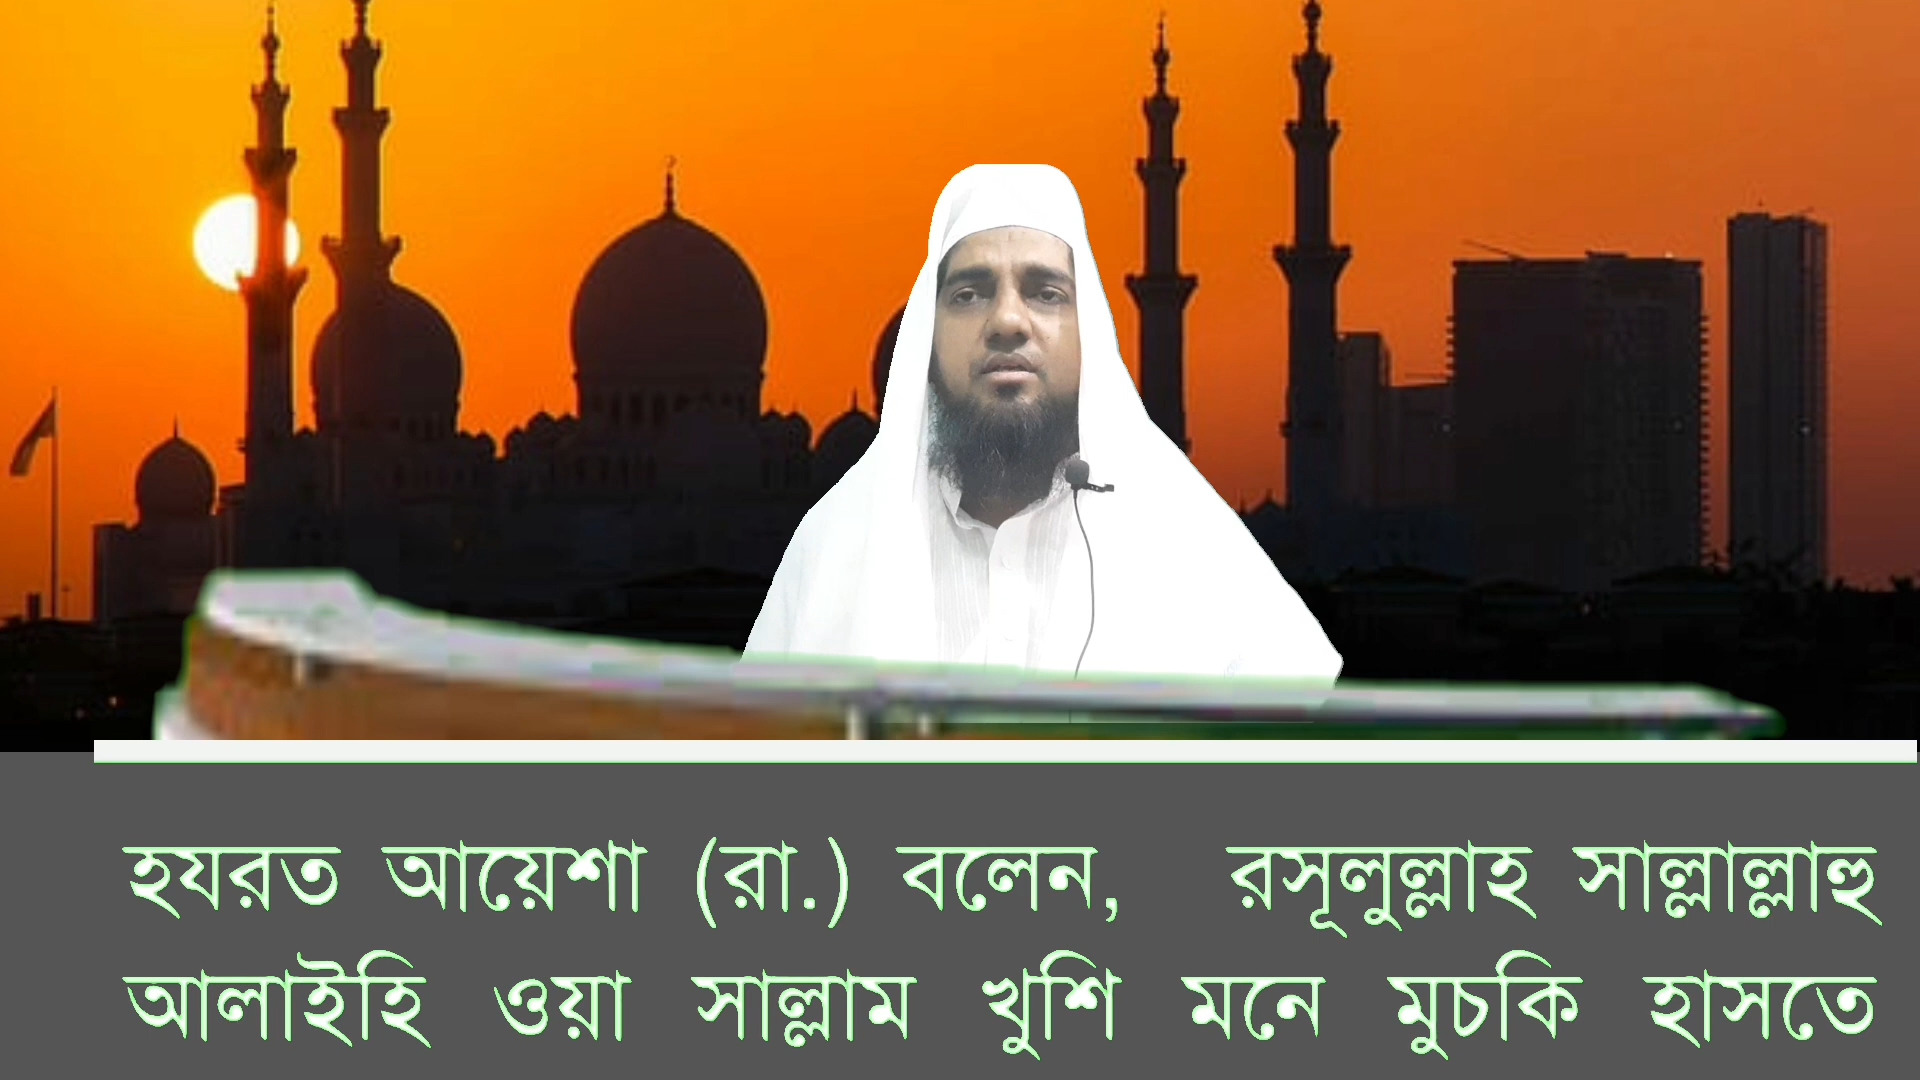 হযরত আয়েশা (রা.) বলেন, রসূলুল্লাহ সাল্লাল্লাহু
আলাইহি ওয়া সাল্লাম খুশি মনে মুচকি হাসতে